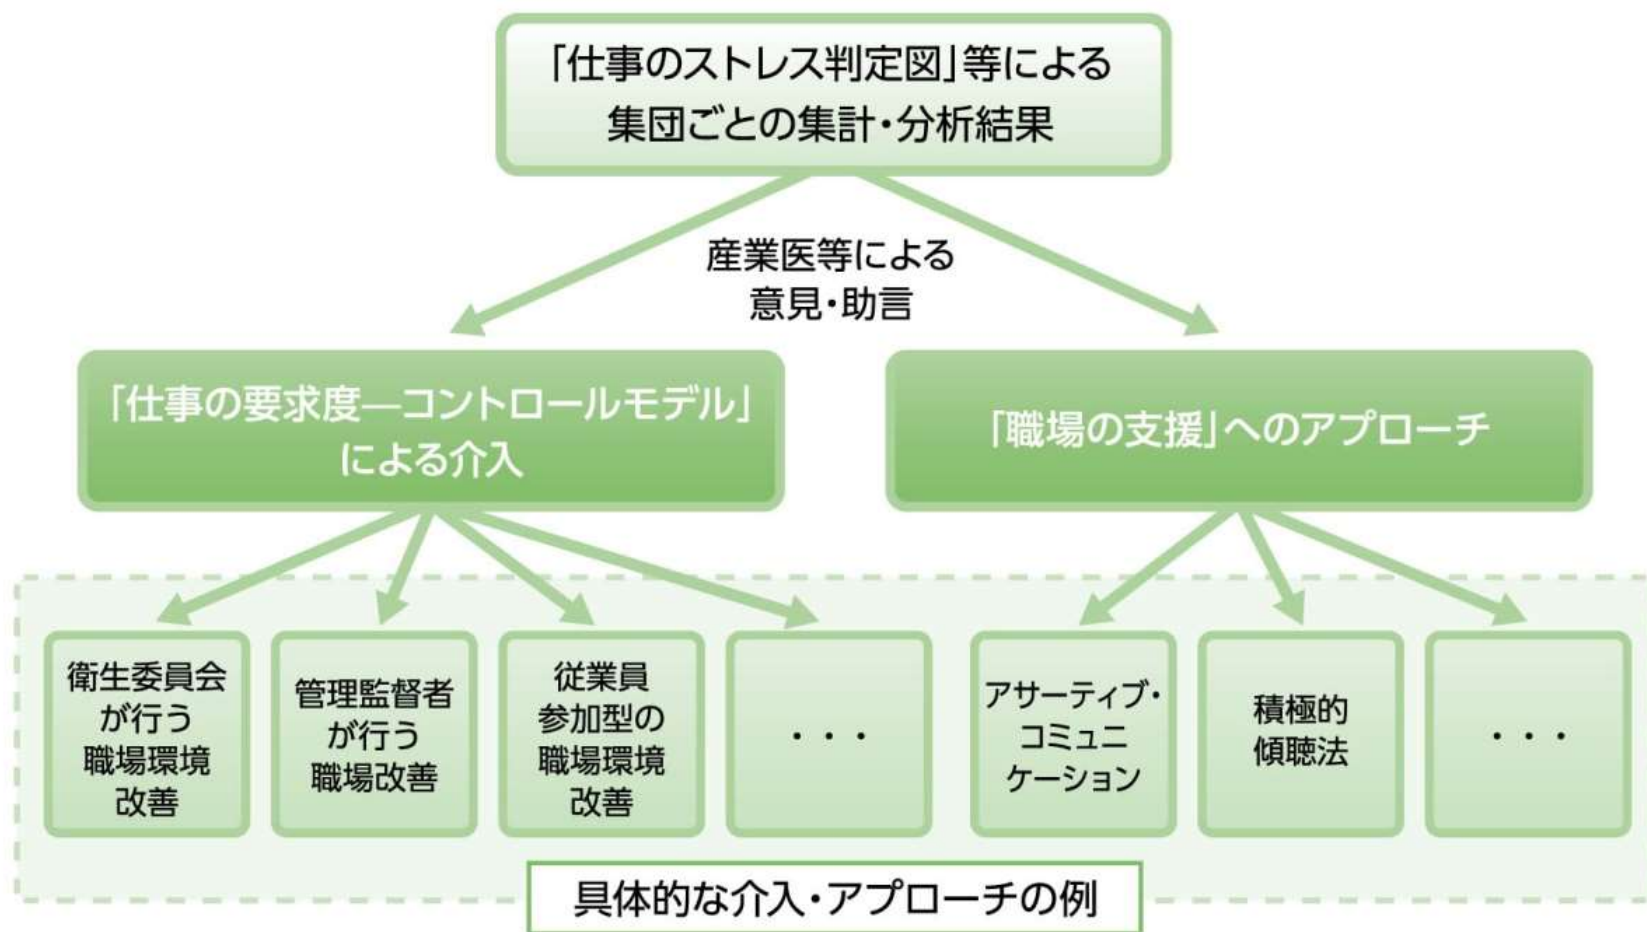 「仕事のストレス判定図」等による
集団ごとの集計・分析結果
産業医等による
意見・助言
「仕事の要求度―コントロールモデル」
による介入
「職場の支援」へのアプローチ
衛生委員会
が行う
職場環境
改善
管理監督者
が行う
職場改善
従業員
参加型の
職場環境
改善
・・・
アサーティブ・
コミュニ
ケーション
積極的
傾聴法
・・・
具体的な介入・アプローチの例